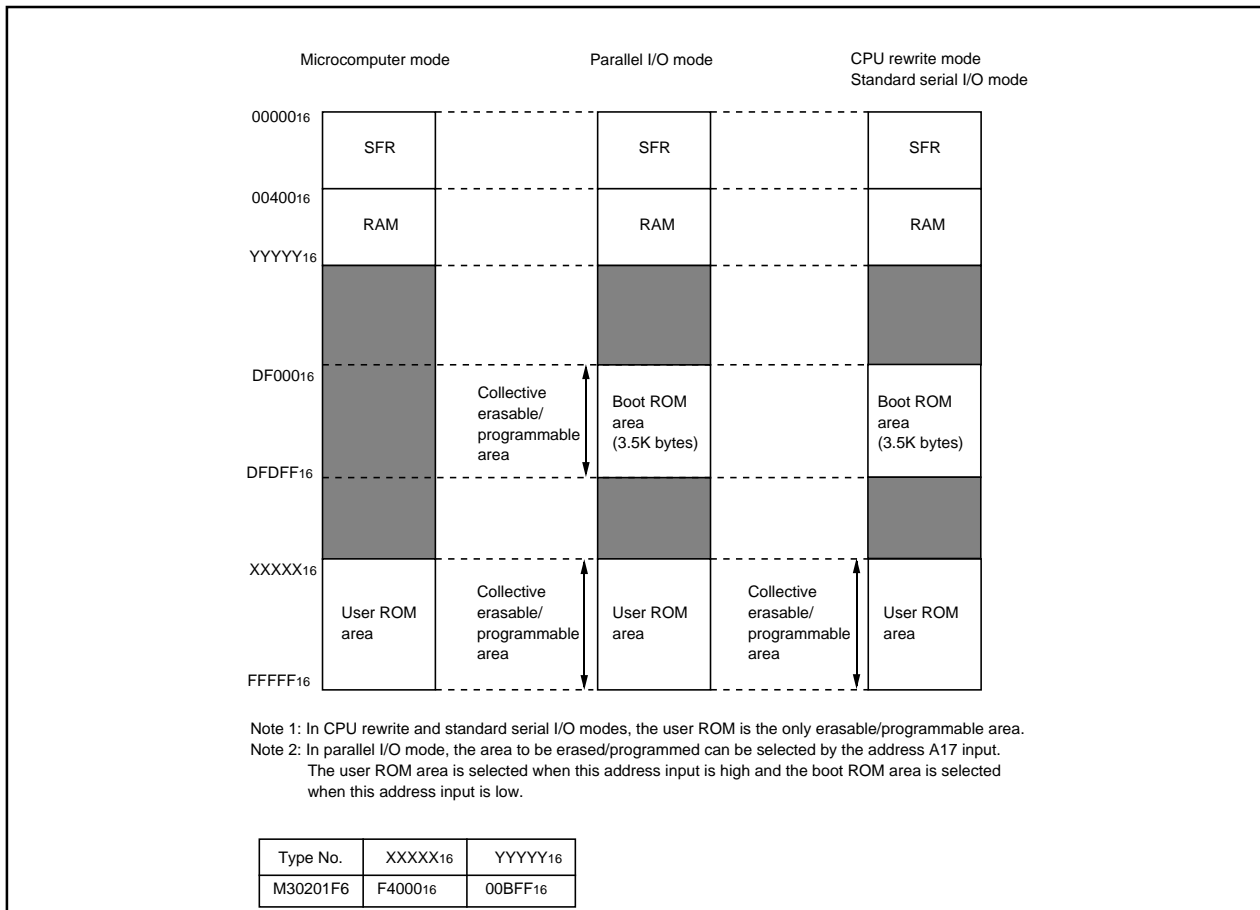 Microcomputer mode
Parallel I/O mode
CPU rewrite mode
Standard serial I/O mode
0000016
SFR
SFR
SFR
0040016
RAM
RAM
RAM
YYYYY16
DF00016
Collective
erasable/
programmable
area
Boot ROM
area
(3.5K bytes)
Boot ROM
area
(3.5K bytes)
DFDFF16
XXXXX16
User ROM
area
Collective
erasable/
programmable
area
User ROM
area
Collective
erasable/
programmable
area
User ROM
area
FFFFF16
Note 1: In CPU rewrite and standard serial I/O modes, the user ROM is the only erasable/programmable area.
Note 2: In parallel I/O mode, the area to be erased/programmed can be selected by the address A17 input.
The user ROM area is selected when this address input is high and the boot ROM area is selected
when this address input is low.
Type No. XXXXX16 YYYYY16
M30201F6 F400016 00BFF16